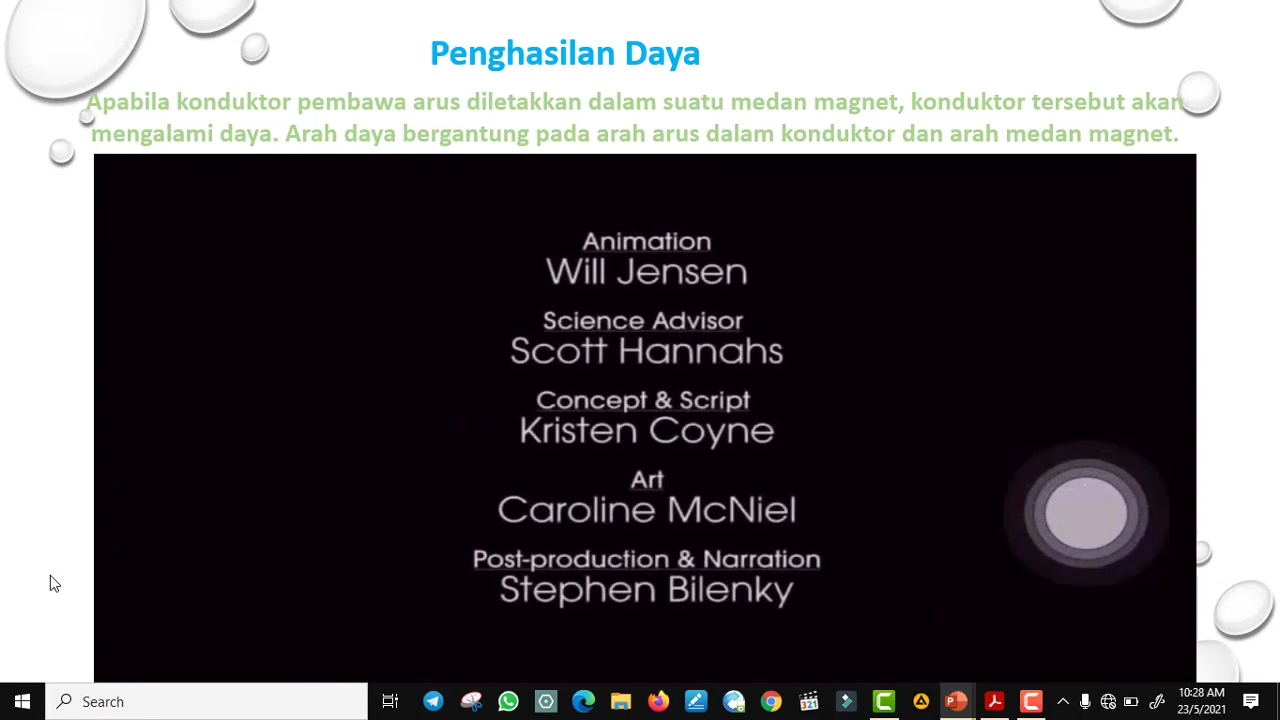 Penghasilan Daya
Apabila konduktor pembawa arus diletakkan dalam suatu medan magnet, konduktor tersebut akan
mengalami daya. Arah daya bergantung pada arah arus dalam konduktor dan arah medan magnet.
Animation
Will Jensen
Science Advisor
Scott Hannahs
Concept & Script
Kristen Coyne
Art
Caroline McNiel
Post-production & Narration
Stephen Bilenky
Search
321
10:28 AM
23/5/2021